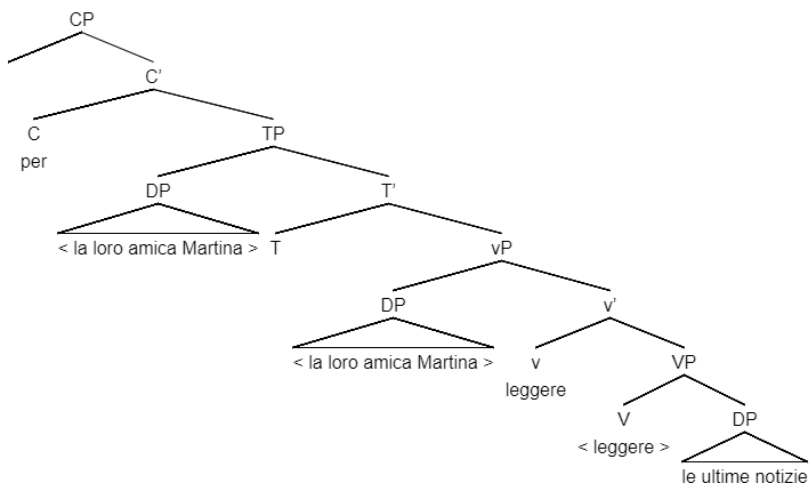 CP
C'
C
TP
per
DP
T'
< la loro amica Martina > T
vP
DP
v'
< la loro amica Martina >
v
VP
leggere
V
DP
< leggere >
le ultime notizie